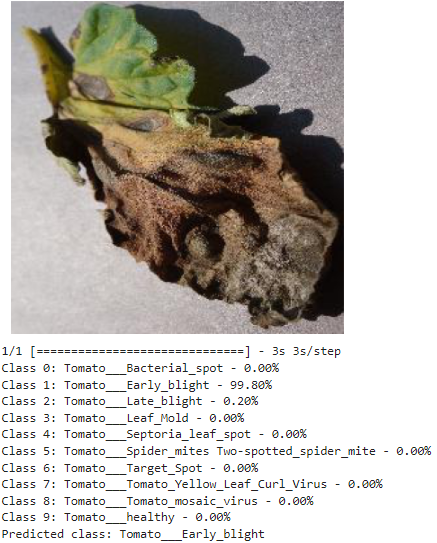 1/1 [==============================] - 3s 3s/step
Class 0: Tomato___Bacterial_spot - 0.00%
Class 1: Tomato___Early_blight - 99.80%
Class 2: Tomato___Late_blight - 0.20%
Class 3: Tomato___Leaf_Mold - 0.00%
Class 4: Tomato___Septoria_leaf_spot - 0.00%
Class 5: Tomato___Spider_mites Two-spotted_spider_mite - 0.00%
Class 6: Tomato___Target_Spot - 0.00%
Class 7: Tomato___Tomato_Yellow_Leaf_Curl_Virus - 0.00%
Class 8: Tomato___Tomato_mosaic_virus - 0.00%
Class 9: Tomato___healthy - 0.00%
Predicted class: Tomato___Early_blight